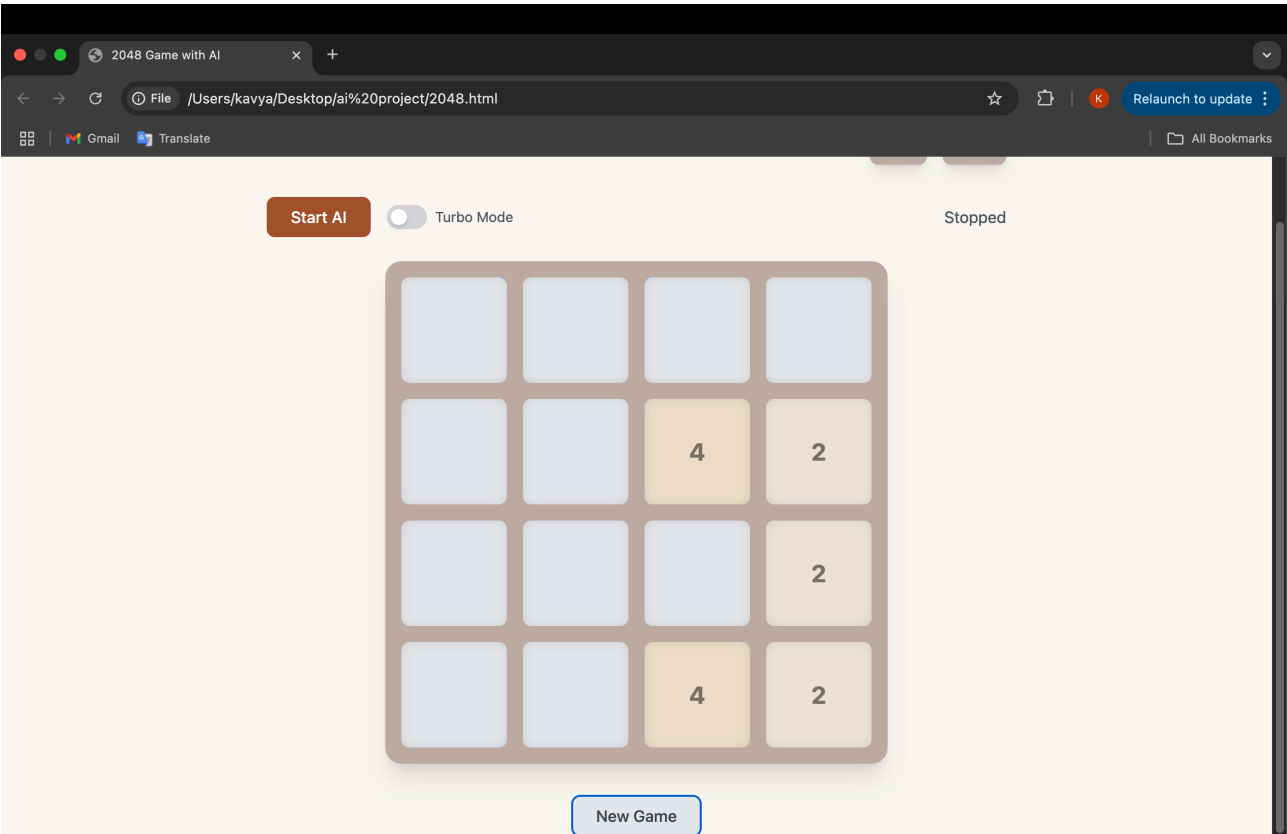 2048 Game with AI
File /Users/kavya/Desktop/ai%20project/2048.html K Relaunch to update
Gmail Translate All Bookmarks
Start AI Turbo Mode Stopped
4 2
2
4 2
New Game